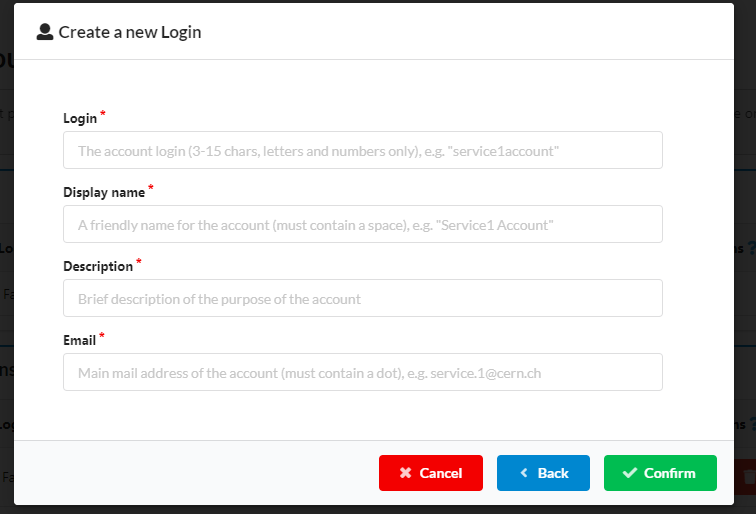 Create a new Login
Login *
The account login (3-15 chars, letters and numbers only), e.g. "service1account"
Display name *
A friendly name for the account (must contain a space), e.g. "Service1 Account"
Description *
Brief description of the purpose of the account
Email *
Main mail address of the account (must contain a dot), e.g. service.1@cern.ch
Cancel Back Confirm